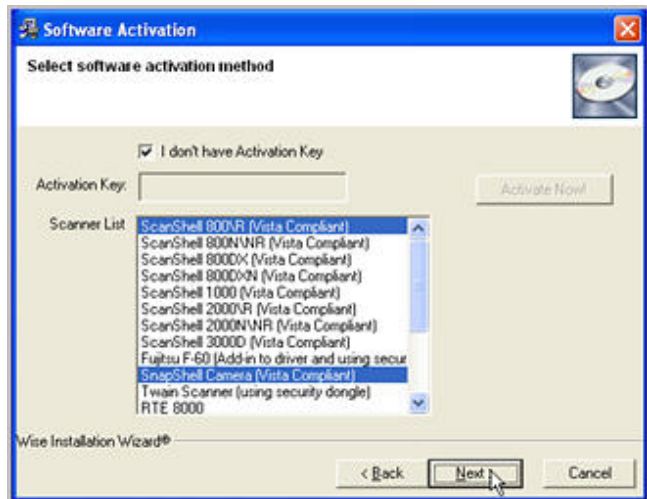 Software Activation
Select software activation method
I don't have Activation Key
Activation Key:
Activate Now!
Scanner List
ScanShell 800\R (Vista Compliant)
ScanShell 800N\NR (Vista Compliant)
ScanShell 800DX (Vista Compliant)
ScanShell 800DXN (Vista Compliant)
ScanShell 1000 (Vista Compliant)
ScanShell 2000\R (Vista Compliant)
ScanShell 2000N\NR (Vista Compliant)
ScanShell 3000D (Vista Compliant)
Fujitsu F-60 (Add-in to driver and using secur
SnapShell Camera (Vista Compliant)
Twain Scanner (using security dongle)
RTE 8000
Wise Installation Wizard®
< Back
Next >
Cancel